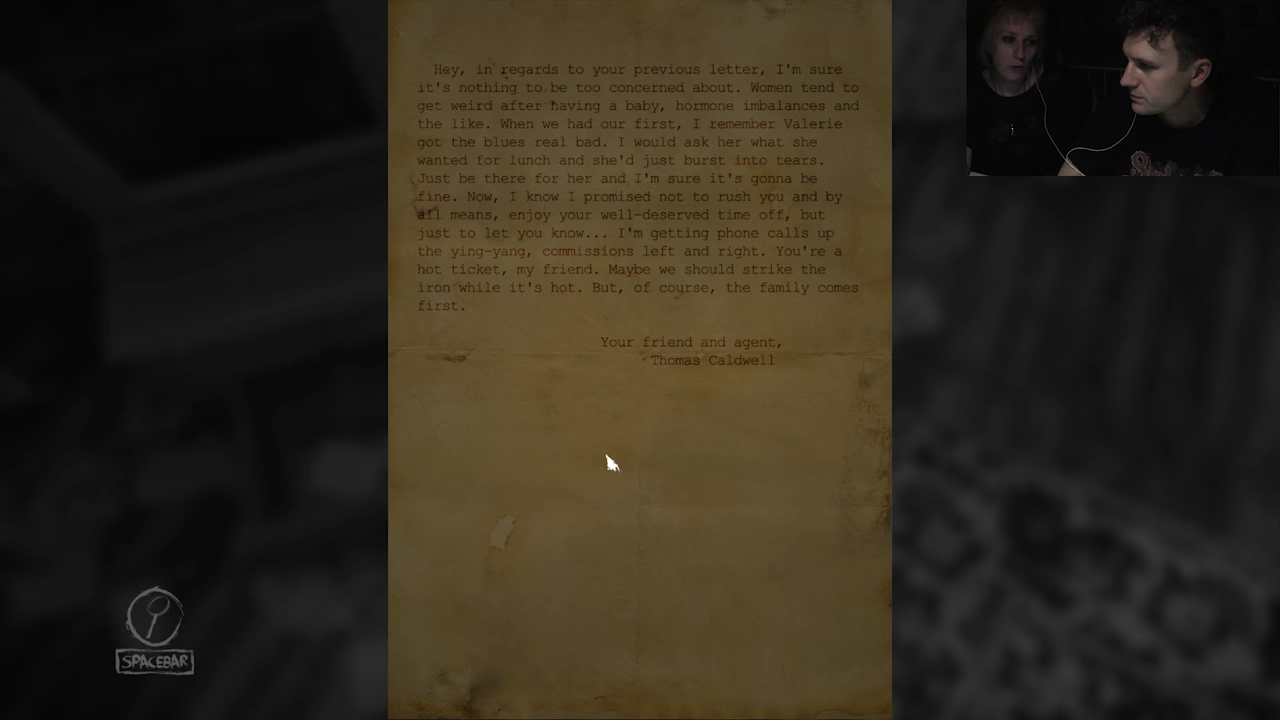 Hey, in regards to your previous letter, I'm sure
it's nothing to be too concerned about. Women tend to
get weird after having a baby, hormone imbalances and
the like. When we had our first, I remember Valerie
got the blues real bad. I would ask her what she
wanted for lunch and she'd just burst into tears.
Just be there for her and I'm sure it's gonna be
fine. Now, I know I promised not to rush you and by
all means, enjoy your well-deserved time off, but
just to let you know... I'm getting phone calls up
the ying-yang, commissions left and right. You're a
hot ticket, my friend. Maybe we should strike the
iron while it's hot. But, of course, the family comes
first.
Your friend and agent,
Thomas Caldwell
SPACEBAR